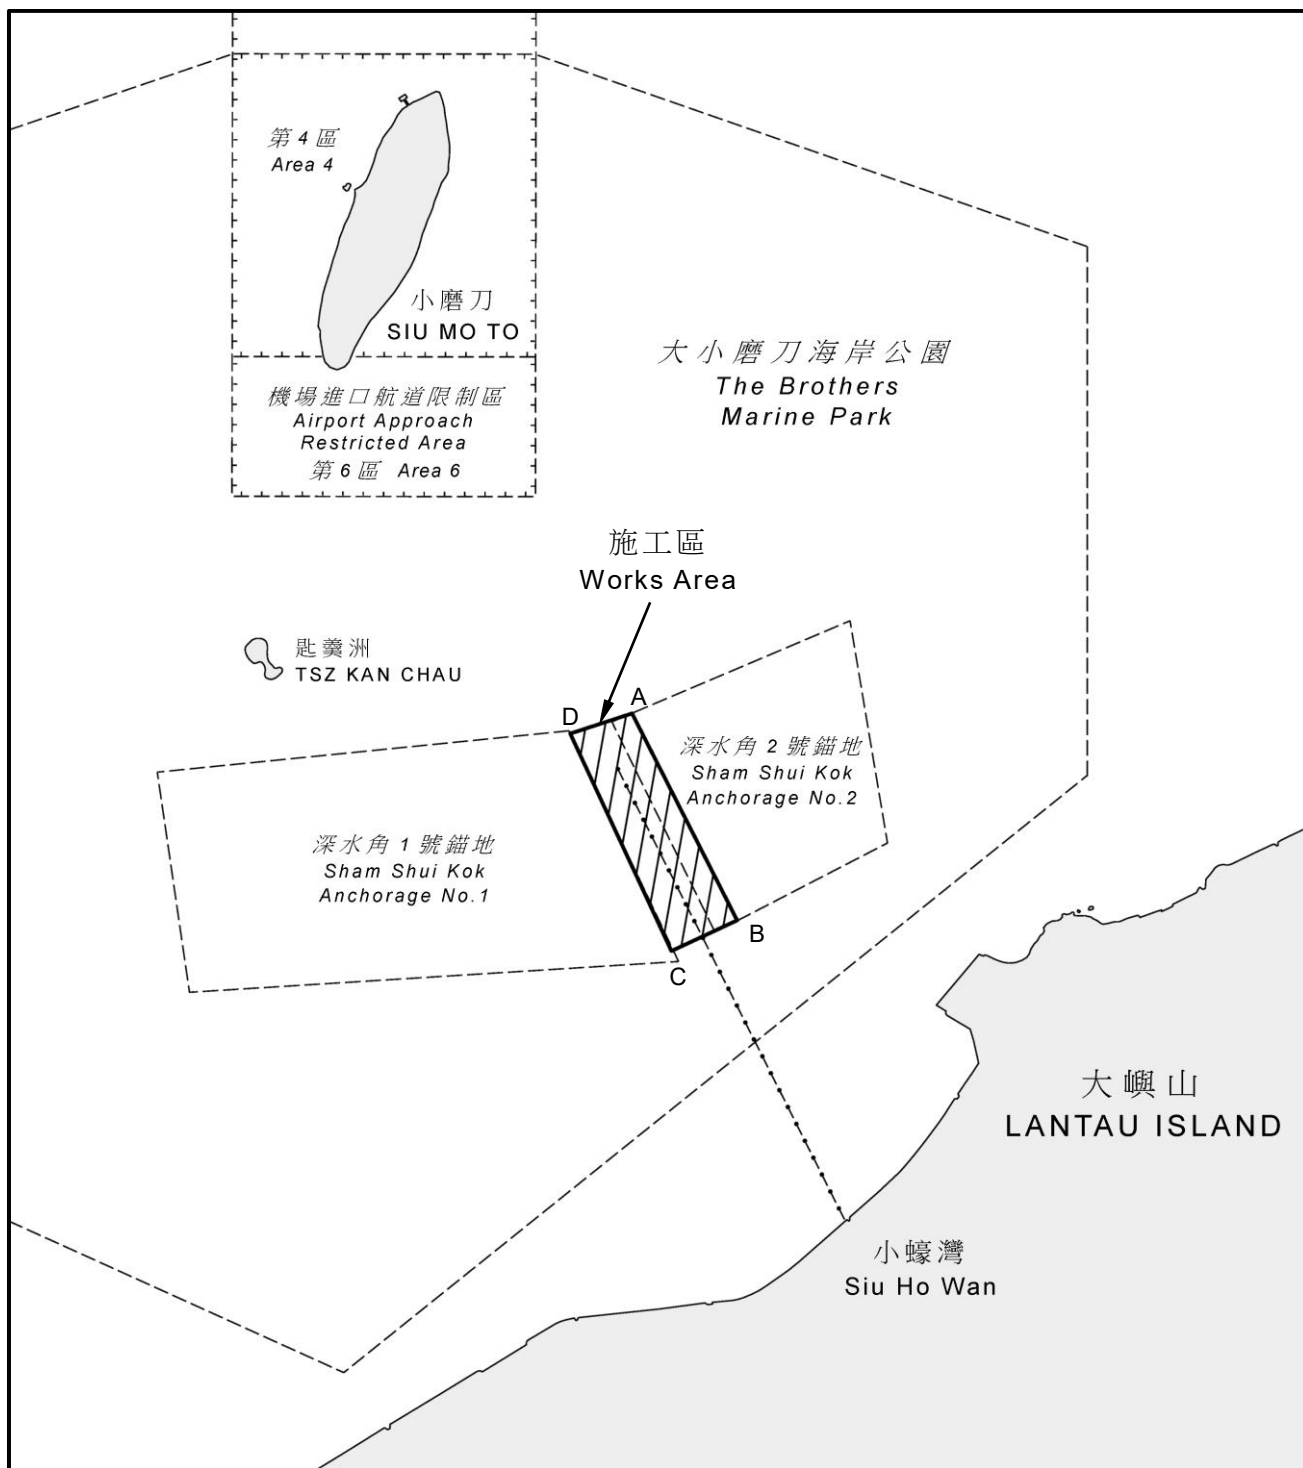 第 4 區
Area 4
小磨刀
SIU MO TO
機場進口航道限制區
Airport Approach
Restricted Area
第 6 區 Area 6
大小磨刀海岸公園
The Brothers
Marine Park
施工區
Works Area
匙羹洲
TSZ KAN CHAU
D
A
深水角 2 號錨地
Sham Shui Kok
Anchorage No.2
深水角 1 號錨地
Sham Shui Kok
Anchorage No.1
B
C
大嶼山
LANTAU ISLAND
小蠔灣
Siu Ho Wan